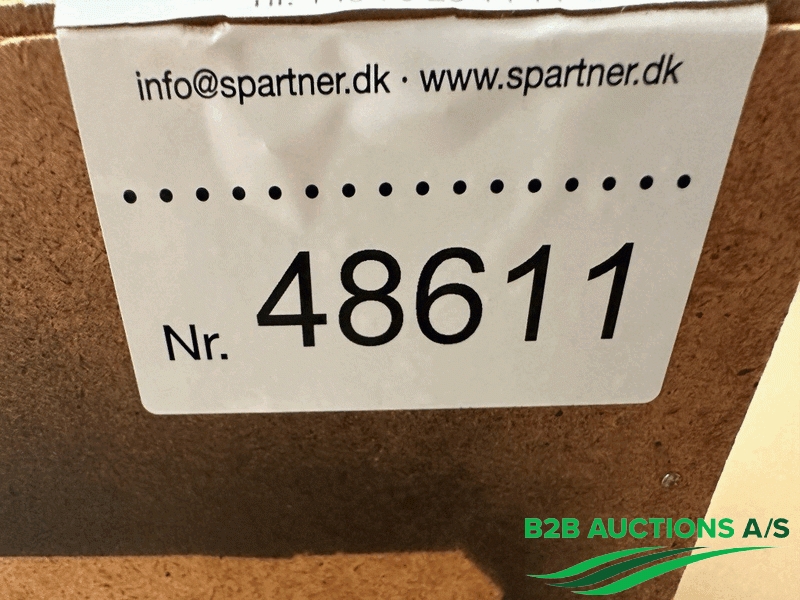 info@spartner.dk · www.spartner.dk
Nr. 48611
B2B AUCTIONS A/S